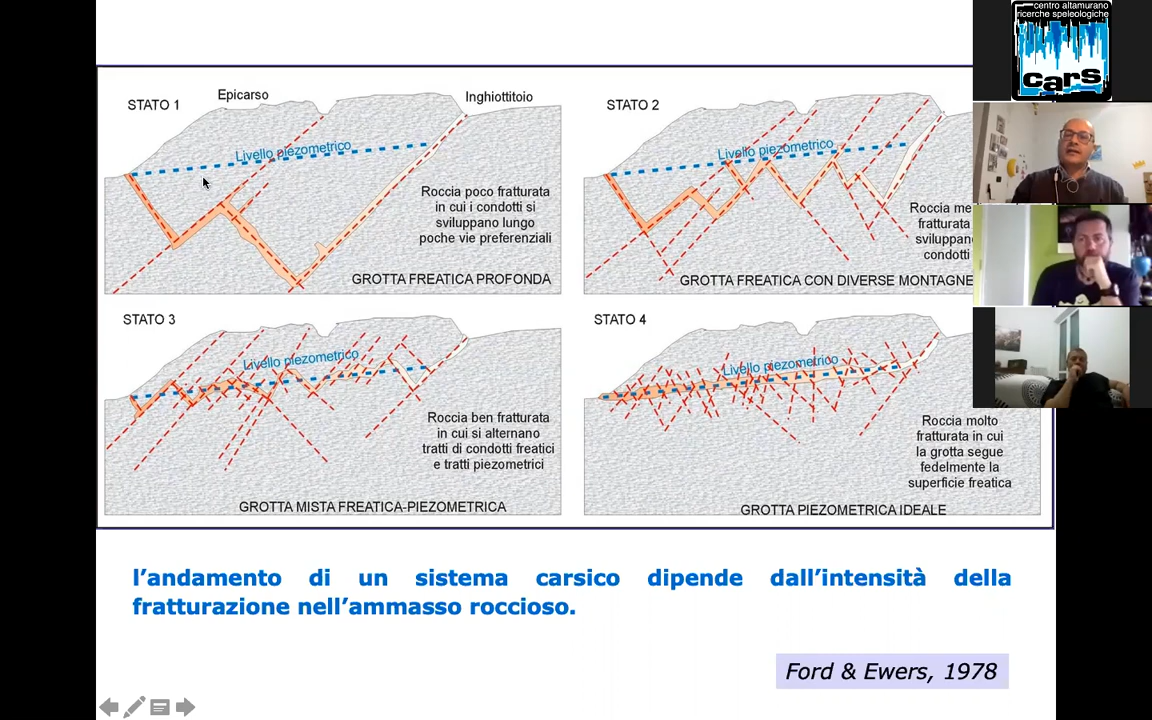 centro altamurano
ricerche speleologiche
cars
STATO 1
Epicarso
Inghiottitoio
Livello piezometrico
Roccia poco fratturata
in cui i condotti si
sviluppano lungo
poche vie preferenziali
GROTTA FREATICA PROFONDA
STATO 2
Livello piezometrico
Roccia me
fratturata
sviluppan
condotti
GROTTA FREATICA CON DIVERSE MONTAGNE
STATO 3
Livello piezometrico
Roccia ben fratturata
in cui si alternano
tratti di condotti freatici
e tratti piezometrici
GROTTA MISTA FREATICA-PIEZOMETRICA
STATO 4
Livello piezometrico
Roccia molto
fratturata in cui
la grotta segue
fedelmente la
superficie freatica
GROTTA PIEZOMETRICA IDEALE
l’andamento di un sistema carsico dipende dall’intensità della
fratturazione nell’ammasso roccioso.
Ford & Ewers, 1978